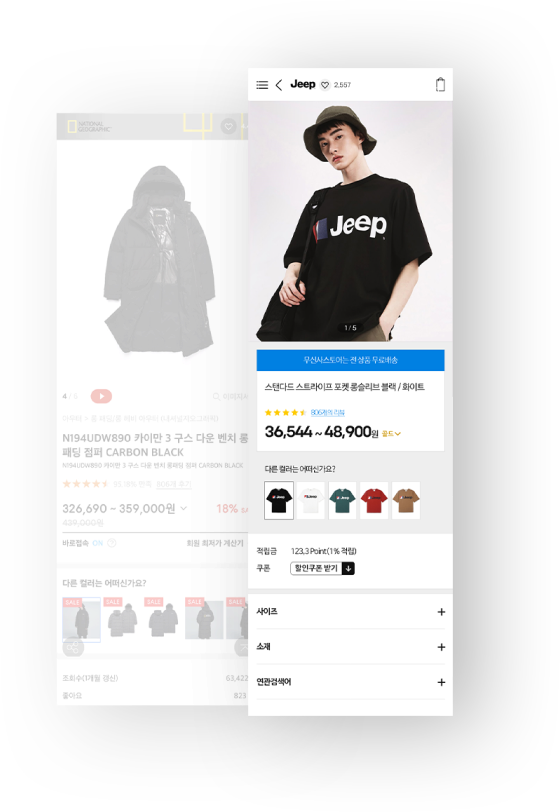 Jeep 2,557
Jeep
1 / 5
무신사스토어는 전 상품 무료배송
스탠다드 스트라이프 포켓 롱슬리브 블랙 / 화이트
806개의 리뷰
36,544 ~ 48,900원 골드
다른 컬러는 어떠신가요?
적립금 123,3 Point(1% 적립)
쿠폰 할인쿠폰 받기
사이즈
소재
연관검색어
NATIONAL
GEOGRAPHIC
4 / 5
N194UDW890 카이만 3 구스 다운 벤치 롱
패딩 점퍼 CARBON BLACK
N194UDW890 카이만 3 구스 다운 벤치 롱패딩 점퍼 CARBON BLACK
806개 보기
326,690 ~ 359,000원 18%
429,000원
바로접속 0% 회원 최저가 계산기
다른 컬러는 어떠신가요?
SALE SALE SALE SALE SALE
조회수(1개월 갱신) 63,422
좋아요 823